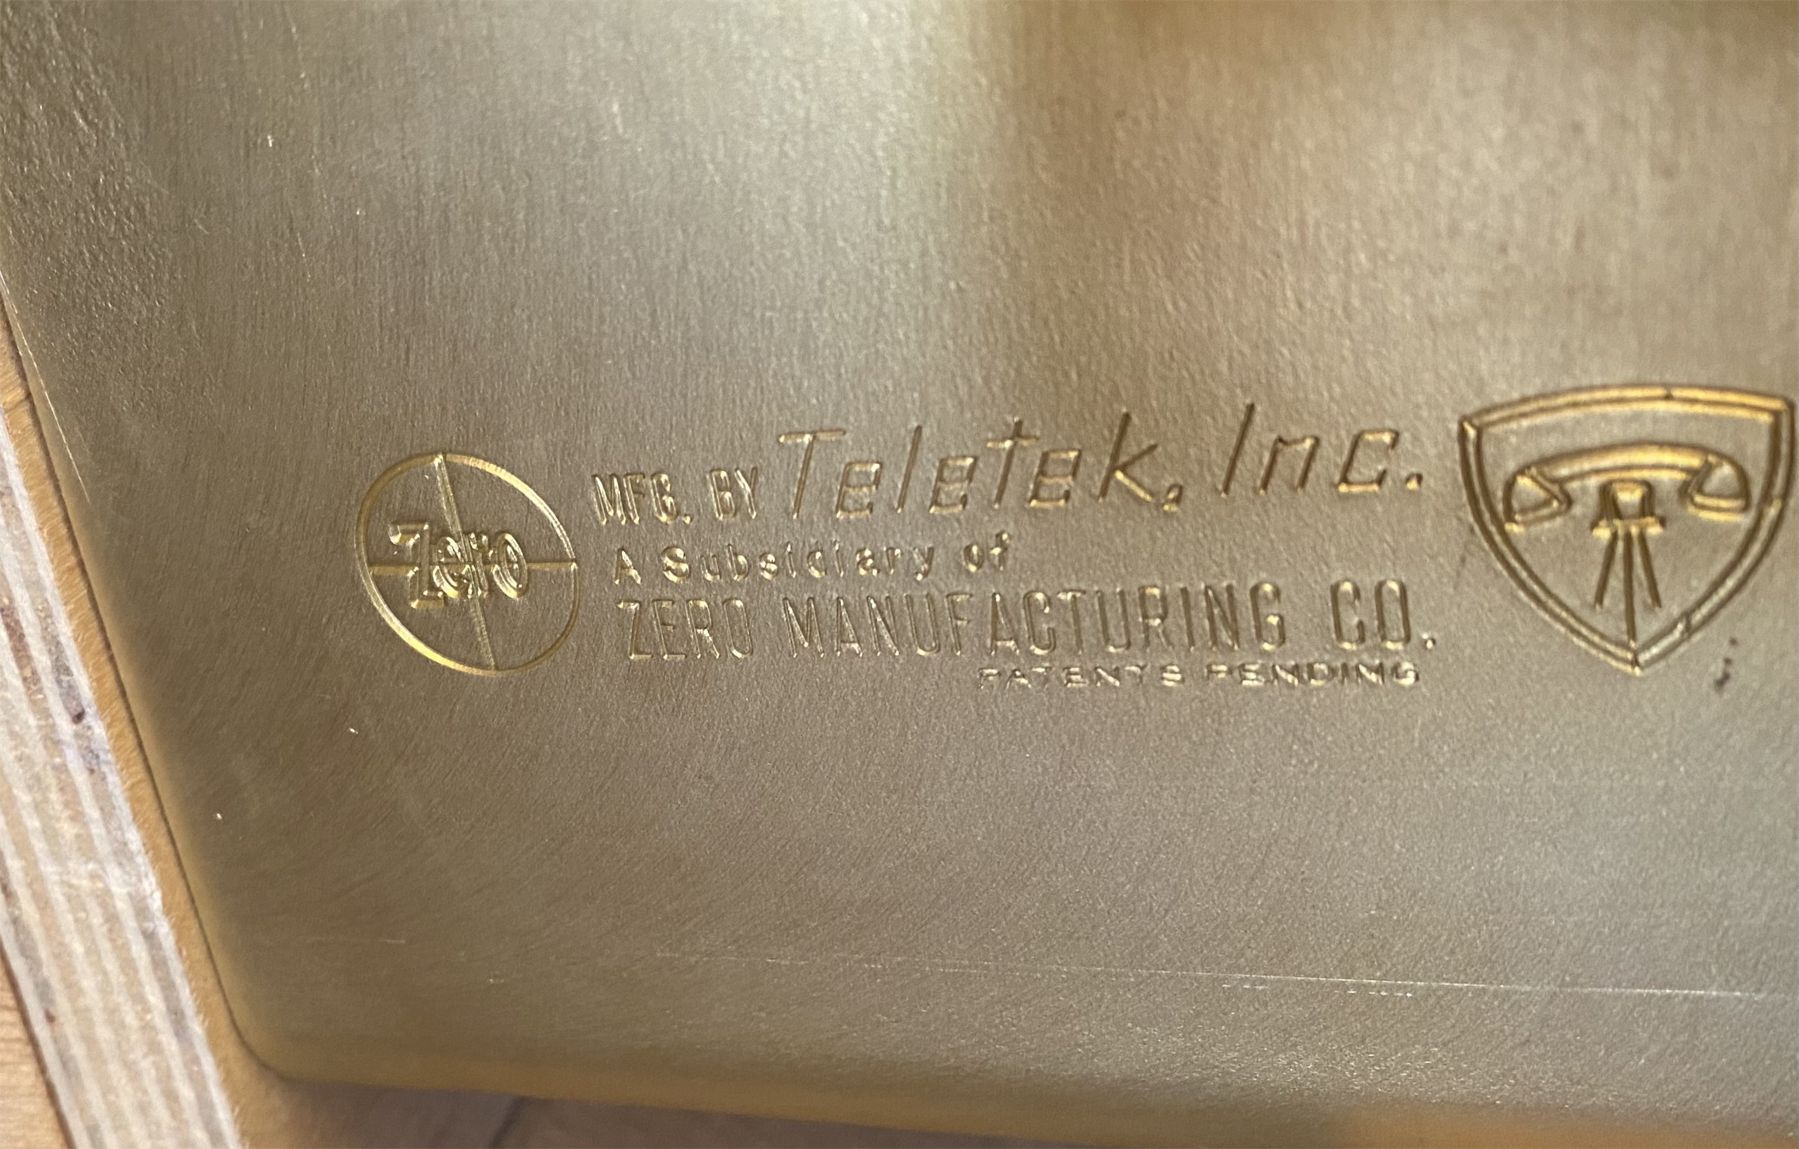 Zero
MFG. BY Teletek, Inc.
A Subsidiary of
ZERO MANUFACTURING CO.
PATENTS PENDING